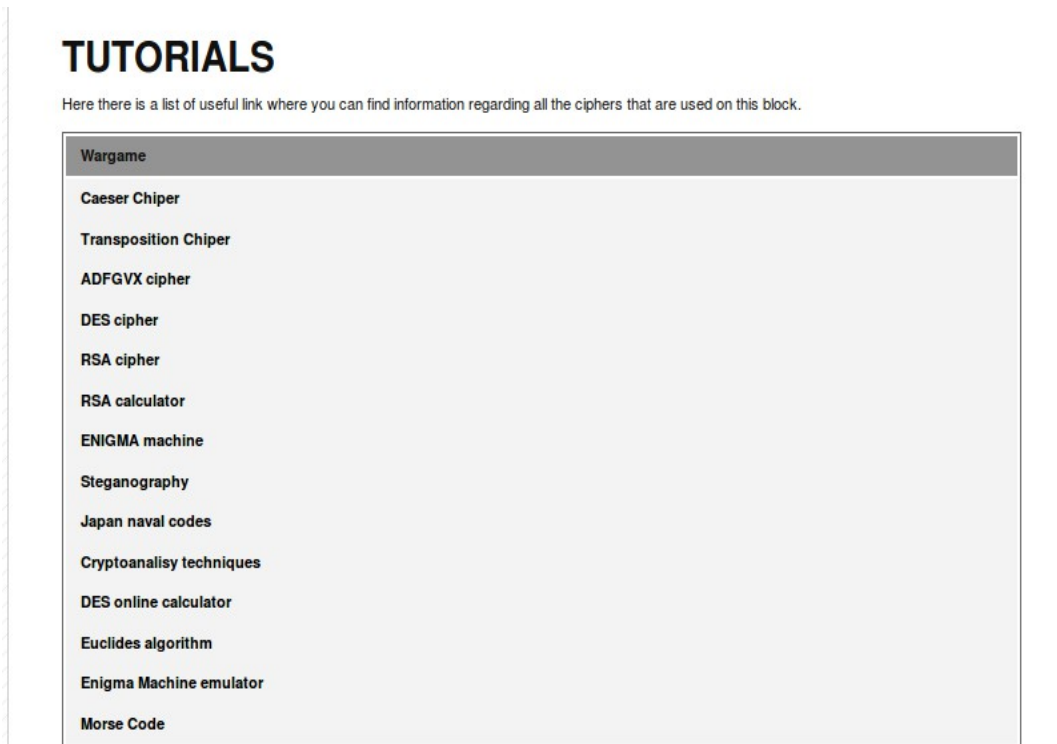 TUTORIALS
Here there is a list of useful link where you can find information regarding all the ciphers that are used on this block.
Wargame
Caeser Chiper
Transposition Chiper
ADFGVX cipher
DES cipher
RSA cipher
RSA calculator
ENIGMA machine
Steganography
Japan naval codes
Cryptoanalisy techniques
DES online calculator
Euclides algorithm
Enigma Machine emulator
Morse Code